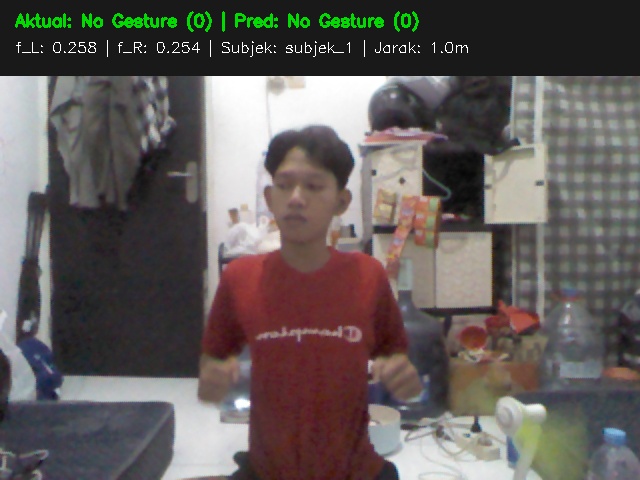 Aktual: No Gesture (0) | Pred: No Gesture (0)
f_L: 0.258 | f_R: 0.254 | Subjek: subjek_1 | Jarak: 1.0m
Champion